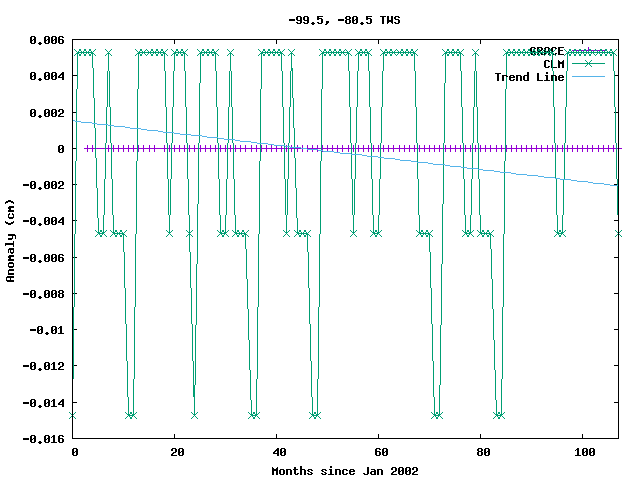 -99.5, -80.5 TWS
0.006
0.004
0.002
0
-0.002
-0.004
-0.006
-0.008
-0.01
-0.012
-0.014
-0.016
Anomaly (cm)
GRACE
CLM
Trend Line
0 20 40 60 80 100
Months since Jan 2002